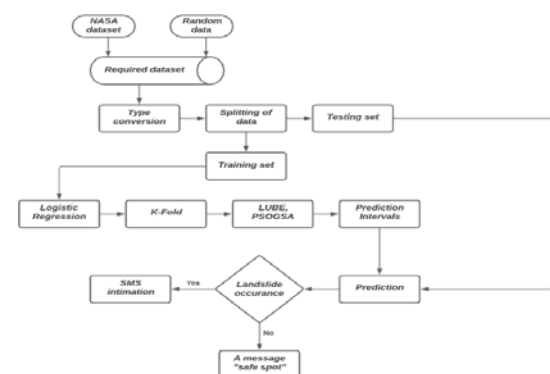 NASA
dataset
Random
data
Required dataset
Type
conversion
Splitting of
data
Testing set
Training set
Logistic
Regression
K-Fold
LUBE,
PSOGSA
Prediction
Intervals
SMS
intimation
Yes
Landslide
occurance
Prediction
No
A message
"safe spot"